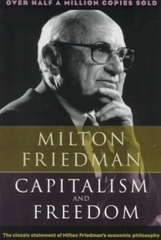 OVER HALF A MILLION COPIES SOLD
MILTON
FRIEDMAN
CAPITALISM
AND
FREEDOM
The classic statement of Milton Friedman's economic philosophy